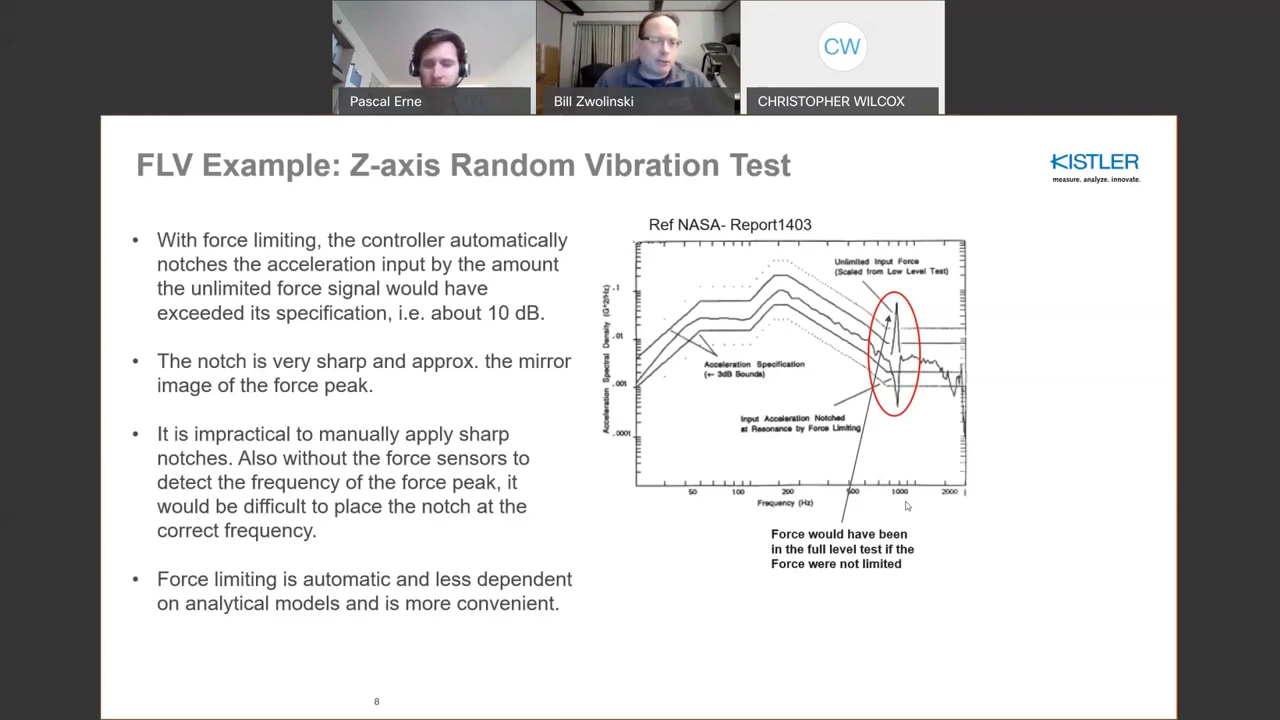 CW
Pascal Erne
Bill Zwolinski
CHRISTOPHER WILCOX
FLV Example: Z-axis Random Vibration Test
KISTLER
measure. analyze. innovate.
• With force limiting, the controller automatically
notches the acceleration input by the amount
the unlimited force signal would have
exceeded its specification, i.e. about 10 dB.
• The notch is very sharp and approx. the mirror
image of the force peak.
• It is impractical to manually apply sharp
notches. Also without the force sensors to
detect the frequency of the force peak, it
would be difficult to place the notch at the
correct frequency.
• Force limiting is automatic and less dependent
on analytical models and is more convenient.
Ref NASA- Report1403
Unlimited Input Force
(Scaled from Low Level Test)
Acceleration Spectral Density (G^2/Hz)
.1
.01
.001
.0001
Acceleration Specification
(+- 3dB Bounds)
Input Acceleration Notched
at Resonance by Force Limiting
50
100
200
500
1000
2000
Frequency (Hz)
Force would have been
in the full level test if the
Force were not limited
8